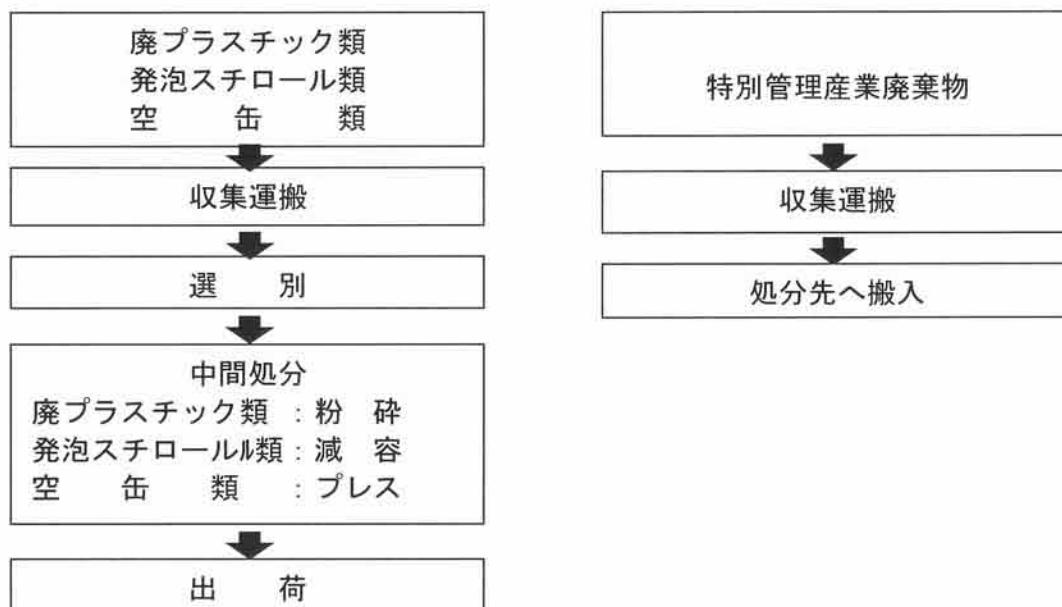 廃プラスチック類
発泡スチロール類
空　　缶　　類
収集運搬
選　　別
中間処分
廃プラスチック類 : 粉　砕
発泡スチロールル類 : 減　容
空　　缶　　類 : プレス
出　　荷
特別管理産業廃棄物
収集運搬
処分先へ搬入